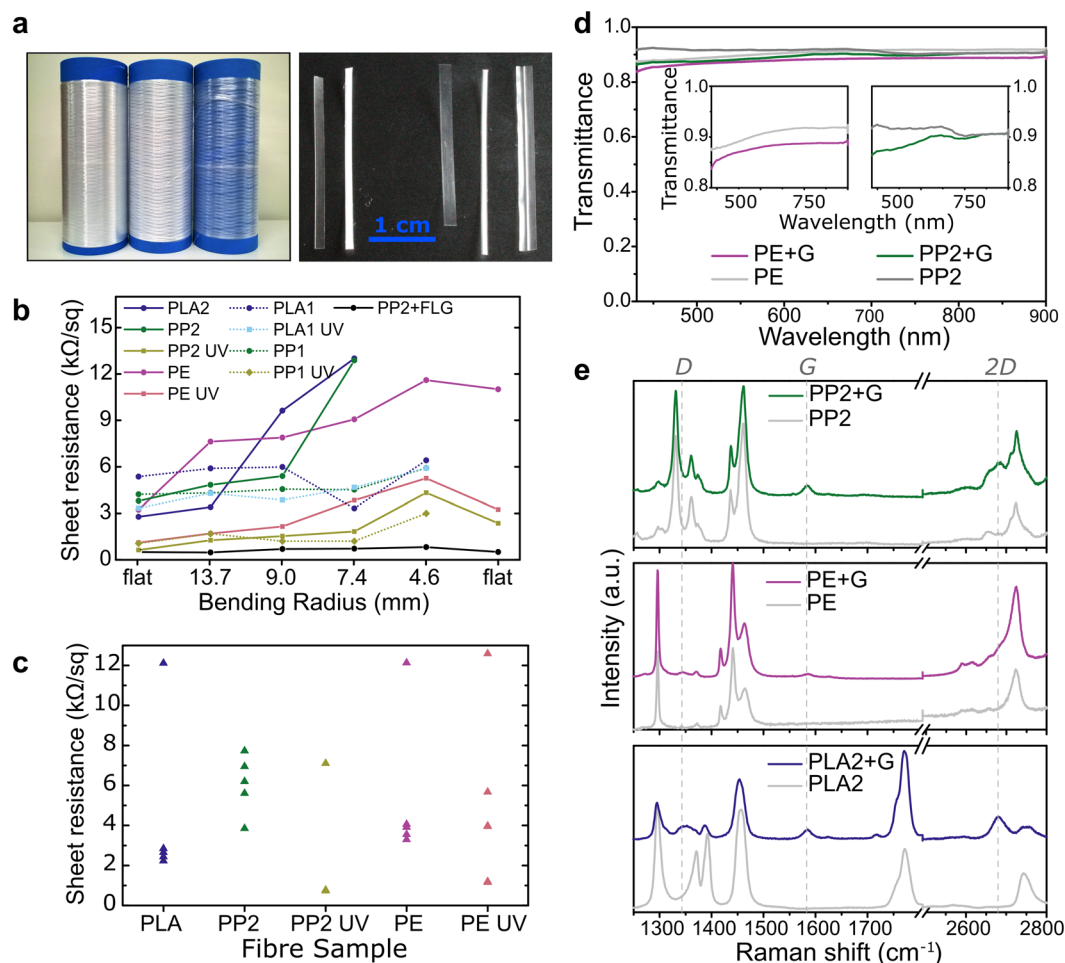 a
1 cm
b
Sheet resistance (kΩ/sq)
15
12
9
6
3
0
PLA2
PP2
PP2 UV
PE
PE UV
PLA1
PLA1 UV
PP1
PP1 UV
PP2+FLG
flat 13.7 9.0 7.4 4.6 flat
Bending Radius (mm)
c
Sheet resistance (kΩ/sq)
12
10
8
6
4
2
0
PLA PP2 PP2 UV PE PE UV
Fibre Sample
d
Transmittance
1.0
0.8
0.6
0.4
0.2
0.0
Transmittance
1.0
0.9
0.8
500 750
1.0
0.9
0.8
500 750
Wavelength (nm)
PE+G
PE
PP2+G
PP2
500 600 700 800 900
Wavelength (nm)
e
D G 2D
Intensity (a.u.)
PP2+G
PP2
PE+G
PE
PLA2+G
PLA2
1300 1400 1500 1600 1700 2600 2700 2800
Raman shift (cm⁻¹)